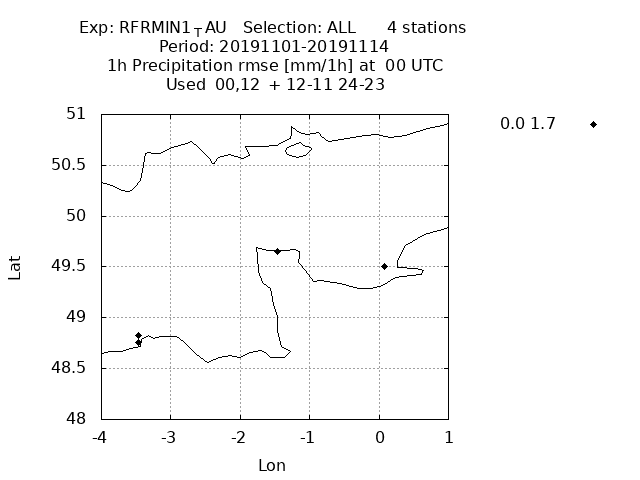 Exp: RFRMIN1_TAU   Selection: ALL      4 stations
Period: 20191101-20191114
1h Precipitation rmse [mm/1h] at  00 UTC
Used  00,12  + 12-11 24-23
0.0 1.7
51
50.5
50
49.5
49
48.5
48
-4 -3 -2 -1 0 1
Lat
Lon